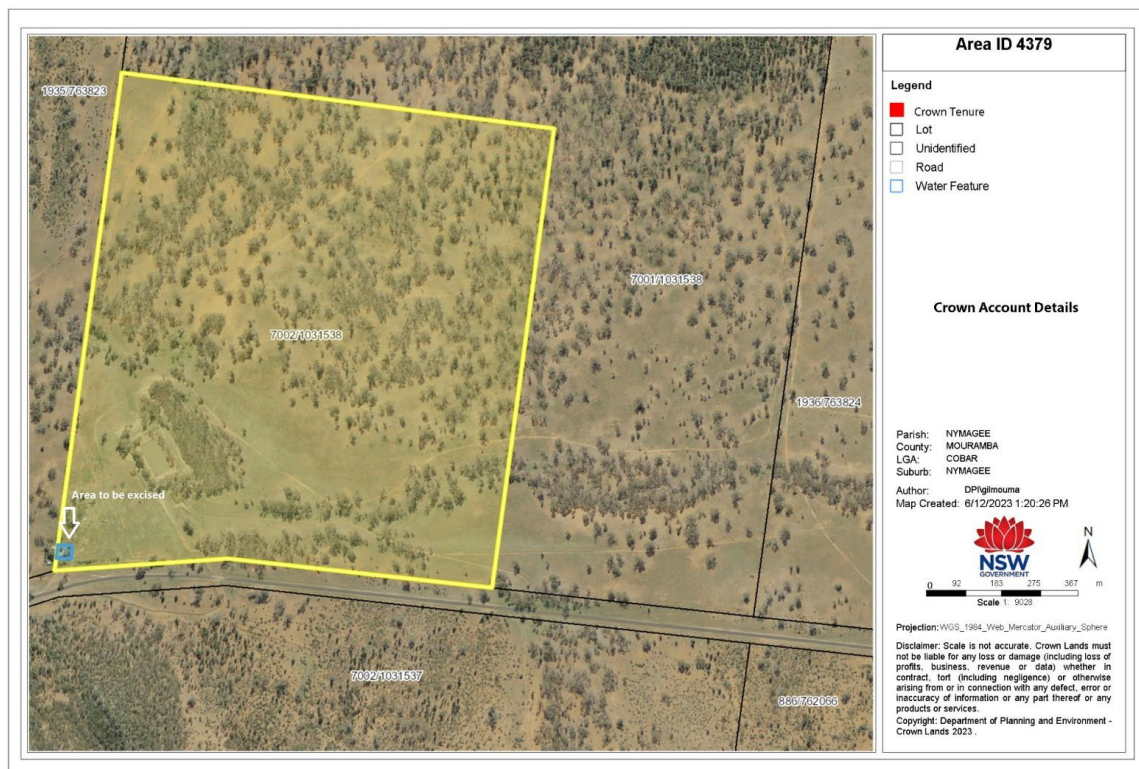 Area ID 4379
Legend
Crown Tenure
Lot
Unidentified
Road
Water Feature
Crown Account Details
Parish: NYMAGEE
County: MOURAMBA
LGA: COBAR
Suburb: NYMAGEE
Author: DPI\gilmouma
Map Created: 6/12/2023 1:20:26 PM
NSW
GOVERNMENT
N
0 92 183 275 367 m
Scale 1: 9028
Projection: WGS_1984_Web_Mercator_Auxiliary_Sphere
Disclaimer: Scale is not accurate. Crown Lands must
not be liable for any loss or damage (including loss of
profits, business, revenue or data) whether in
contract, tort (including negligence) or otherwise
arising from or in connection with any defect, error or
inaccuracy of information or any part thereof or any
products or services.
Copyright: Department of Planning and Environment -
Crown Lands 2023 .
1935/763823
7001/1031538
7002/1031538
1936/763824
Area to be excised
7002/1031537
886/762066